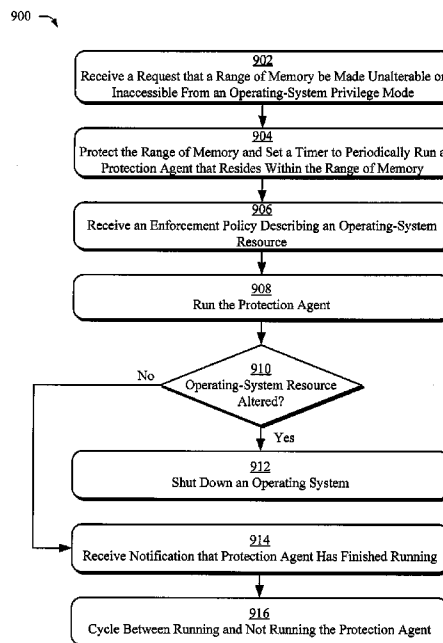 900
902
Receive a Request that a Range of Memory be Made Unalterable or
Inaccessible From an Operating-System Privilege Mode
904
Protect the Range of Memory and Set a Timer to Periodically Run a
Protection Agent that Resides Within the Range of Memory
906
Receive an Enforcement Policy Describing an Operating-System
Resource
908
Run the Protection Agent
910
No
Operating-System Resource
Altered?
Yes
912
Shut Down an Operating System
914
Receive Notification that Protection Agent Has Finished Running
916
Cycle Between Running and Not Running the Protection Agent